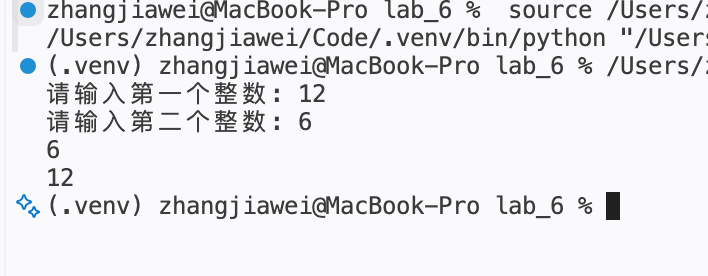 zhangjiawei@MacBook-Pro lab_6 %  source /Users/
/Users/zhangjiawei/Code/.venv/bin/python "/Users
(.venv) zhangjiawei@MacBook-Pro lab_6 % /Users/
请输入第一个整数: 12
请输入第二个整数: 6
6
12
(.venv) zhangjiawei@MacBook-Pro lab_6 %